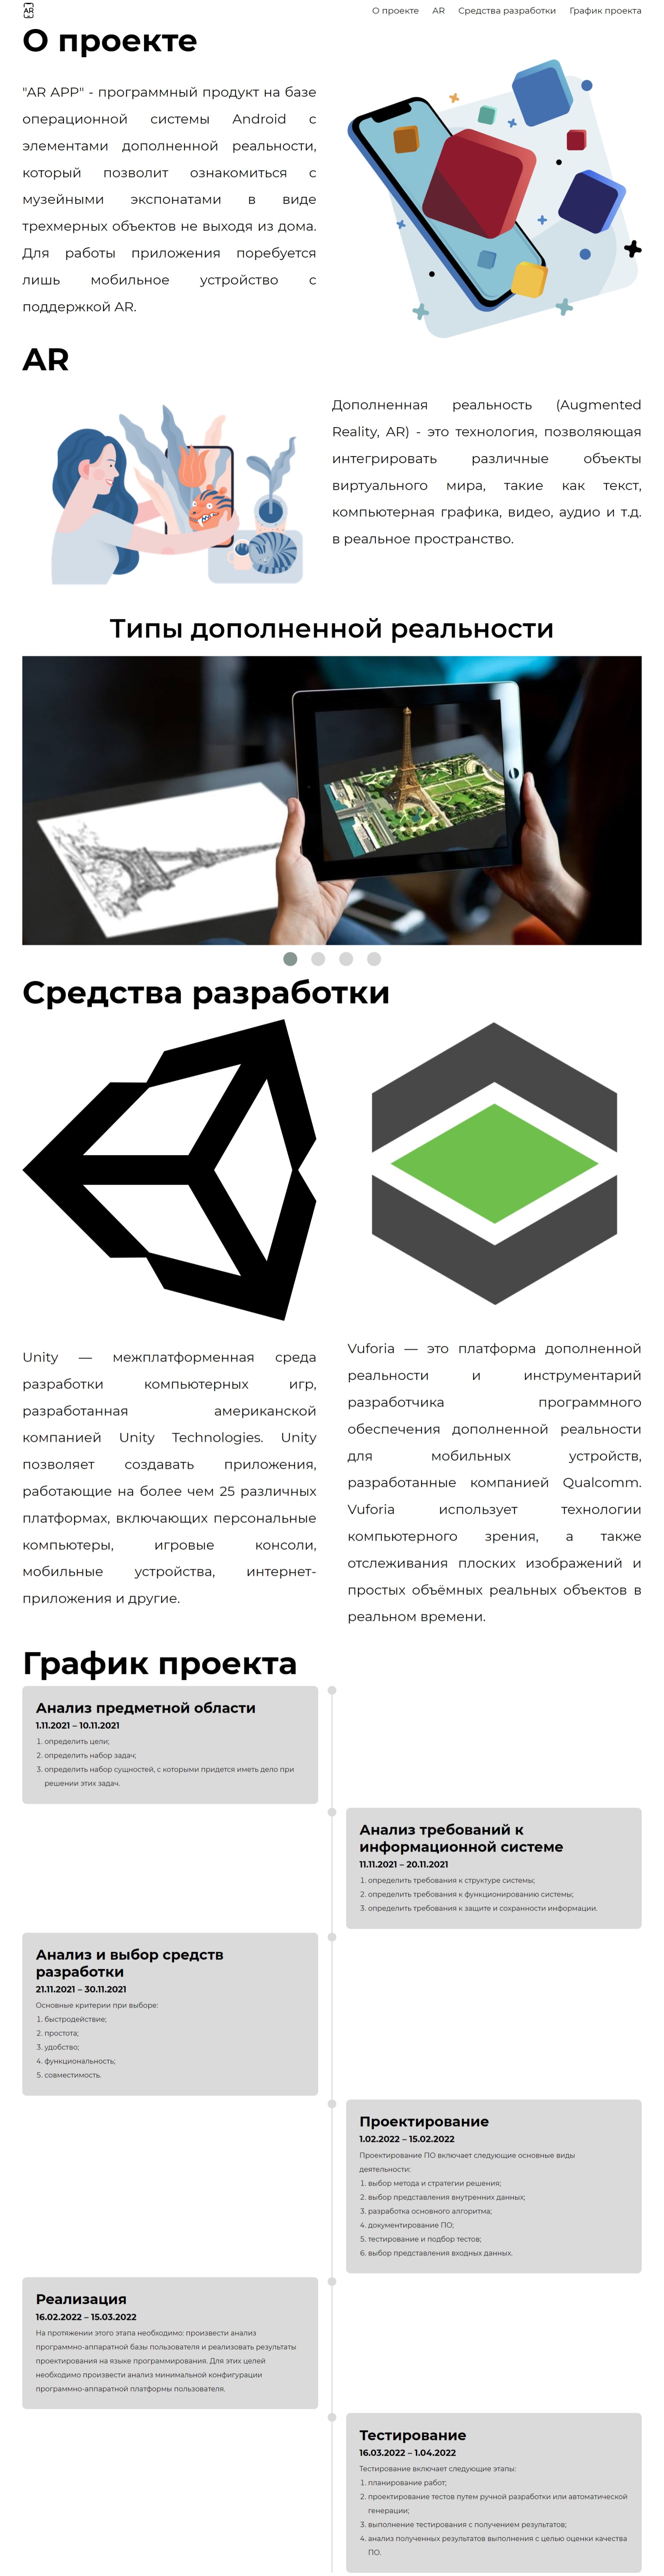 AR
О проекте AR Средства разработки График проекта
О проекте
"AR APP" - программный продукт на базе
операционной системы Android с
элементами дополненной реальности,
который позволит ознакомиться с
музейными экспонатами в виде
трехмерных объектов не выходя из дома.
Для работы приложения поребуется
лишь мобильное устройство с
поддержкой AR.
AR
Дополненная реальность (Augmented
Reality, AR) - это технология, позволяющая
интегрировать различные объекты
виртуального мира, такие как текст,
компьютерная графика, видео, аудио и т.д.
в реальное пространство.
Типы дополненной реальности
Средства разработки
Unity — межплатформенная среда
разработки компьютерных игр,
разработанная американской
компанией Unity Technologies. Unity
позволяет создавать приложения,
работающие на более чем 25 различных
платформах, включающих персональные
компьютеры, игровые консоли,
мобильные устройства, интернет-
приложения и другие.
Vuforia — это платформа дополненной
реальности и инструментарий
разработчика программного
обеспечения дополненной реальности
для мобильных устройств,
разработанные компанией Qualcomm.
Vuforia использует технологии
компьютерного зрения, а также
отслеживания плоских изображений и
простых объёмных реальных объектов в
реальном времени.
График проекта
Анализ предметной области
1.11.2021 – 10.11.2021
1. определить цели;
2. определить набор задач;
3. определить набор сущностей, с которыми придется иметь дело при
решении этих задач.
Анализ требований к
информационной системе
11.11.2021 – 20.11.2021
1. определить требования к структуре системы;
2. определить требования к функционированию системы;
3. определить требования к защите и сохранности информации.
Анализ и выбор средств
разработки
21.11.2021 – 30.11.2021
Основные критерии при выборе:
1. быстродействие;
2. простота;
3. удобство;
4. функциональность;
5. совместимость.
Проектирование
1.02.2022 – 15.02.2022
Проектирование ПО включает следующие основные виды
деятельности:
1. выбор метода и стратегии решения;
2. выбор представления внутренних данных;
3. разработка основного алгоритма;
4. документирование ПО;
5. тестирование и подбор тестов;
6. выбор представления входных данных.
Реализация
16.02.2022 – 15.03.2022
На протяжении этого этапа необходимо: произвести анализ
программно-аппаратной базы пользователя и реализовать результаты
проектирования на языке программирования. Для этих целей
необходимо произвести анализ минимальной конфигурации
программно-аппаратной платформы пользователя.
Тестирование
16.03.2022 – 1.04.2022
Тестирование включает следующие этапы:
1. планирование работ;
2. проектирование тестов путем ручной разработки или автоматической
генерации;
3. выполнение тестирования с получением результатов;
4. анализ полученных результатов выполнения с целью оценки качества
ПО.